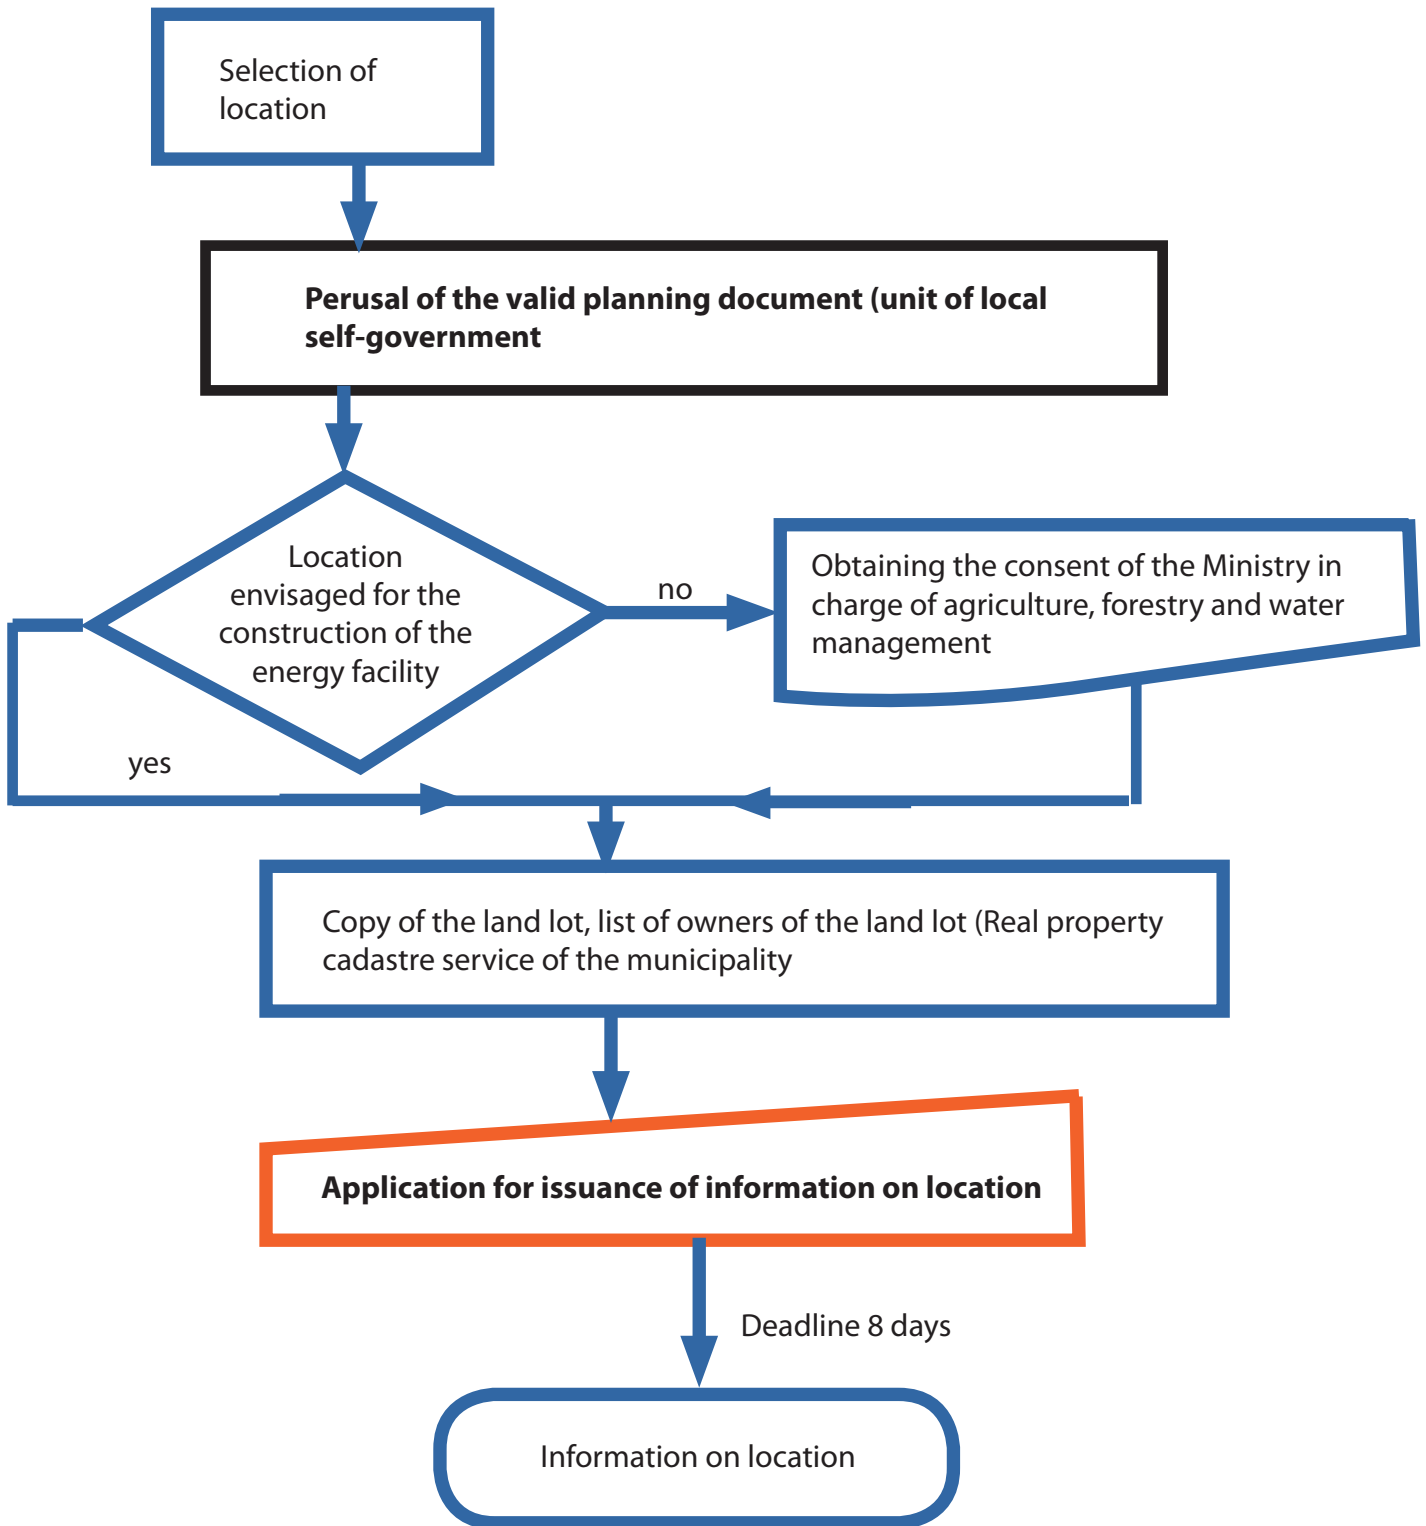 Selection of
location
Perusal of the valid planning document (unit of local
self-government
Location
envisaged for the
construction of the
energy facility
no
Obtaining the consent of the Ministry in
charge of agriculture, forestry and water
management
yes
Copy of the land lot, list of owners of the land lot (Real property
cadastre service of the municipality
Application for issuance of information on location
Deadline 8 days
Information on location